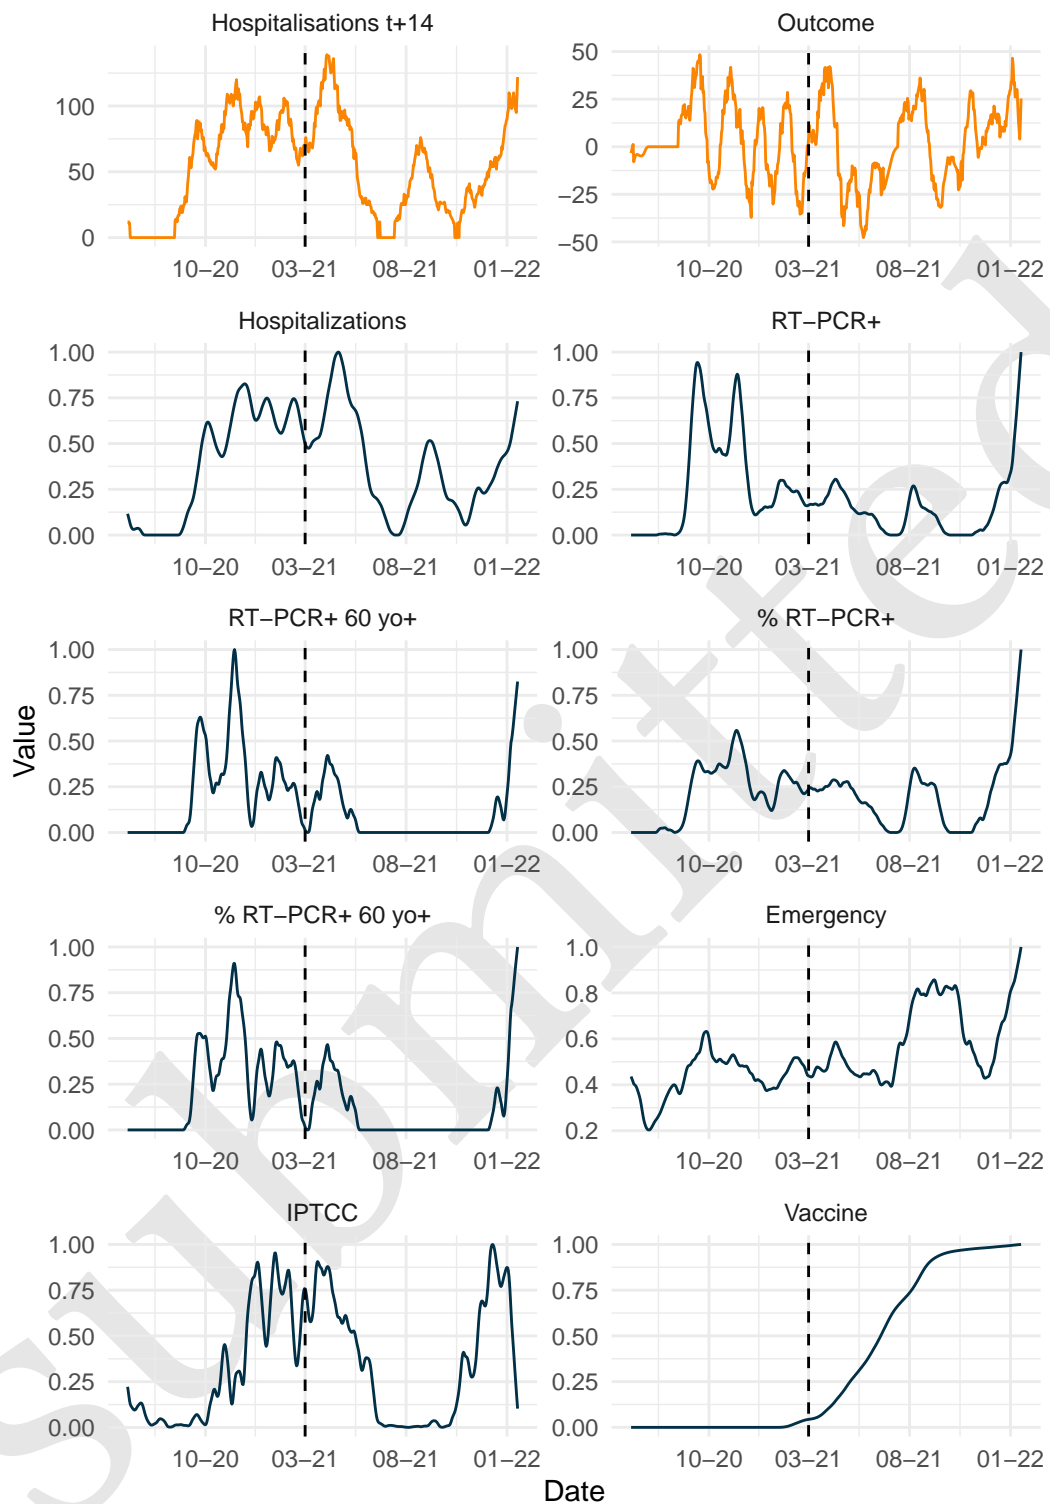 Hospitalisations t+14
Outcome
100
50
0
50
25
0
−25
−50
10−20 03−21 08−21 01−22
10−20 03−21 08−21 01−22
Hospitalizations
RT−PCR+
1.00
0.75
0.50
0.25
0.00
1.00
0.75
0.50
0.25
0.00
10−20 03−21 08−21 01−22
10−20 03−21 08−21 01−22
RT−PCR+ 60 yo+
% RT−PCR+
1.00
0.75
0.50
0.25
0.00
1.00
0.75
0.50
0.25
0.00
10−20 03−21 08−21 01−22
10−20 03−21 08−21 01−22
Value
% RT−PCR+ 60 yo+
Emergency
1.00
0.75
0.50
0.25
0.00
1.0
0.8
0.6
0.4
0.2
10−20 03−21 08−21 01−22
10−20 03−21 08−21 01−22
IPTCC
Vaccine
1.00
0.75
0.50
0.25
0.00
1.00
0.75
0.50
0.25
0.00
10−20 03−21 08−21 01−22
10−20 03−21 08−21 01−22
Date
submitted